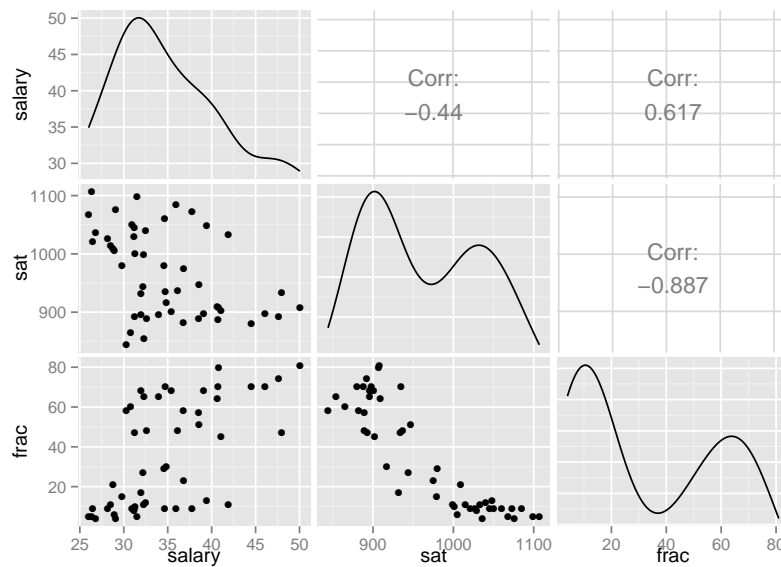 50
45
40
35
30
salary
Corr:
−0.44
Corr:
0.617
1100
1000
900
sat
Corr:
−0.887
80
60
40
20
frac
25 30 35 40 45 50
salary
900 1000 1100
sat
20 40 60 80
frac